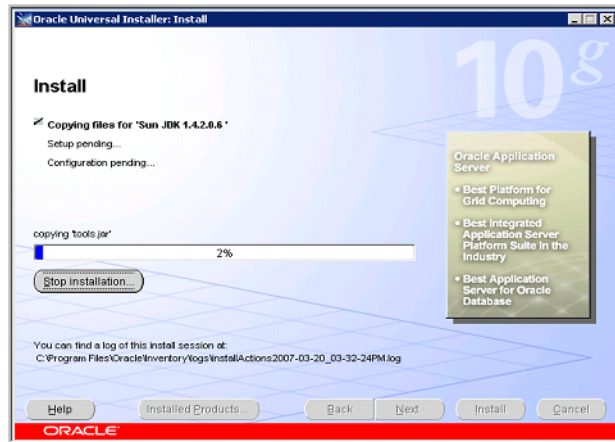 Oracle Universal Installer: Install
10g
Install
Copying files for 'Sun JDK 1.4.2.0.6 '
Setup pending...
Configuration pending...
Oracle Application
Server
• Best Platform for
Grid Computing
• Best Integrated
Application Server
Platform Suite in the
Industry
• Best Application
Server for Oracle
Database
copying 'tools.jar'
2%
Stop installation...
You can find a log of this install session at:
C:\Program Files\Oracle\Inventory\logs\installActions2007-03-20_03-32-24PM.log
Help
Installed Products...
Back
Next
Install
Cancel
ORACLE